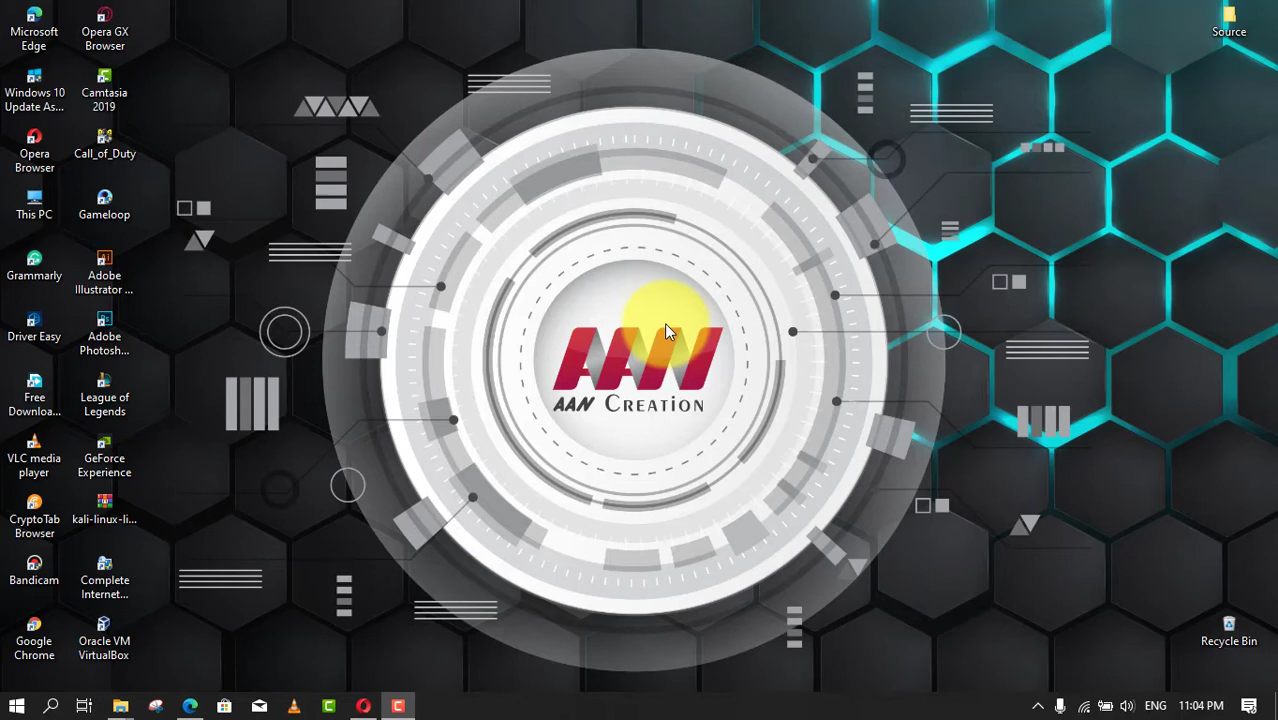 Microsoft
Edge
Opera GX
Browser
Source
Windows 10
Update As...
Camtasia
2019
Opera
Browser
Call_of_Duty
This PC
Gameloop
Grammarly
Adobe
Illustrator ...
Driver Easy
Adobe
Photosh...
Free
Downloa...
League of
Legends
VLC media
player
GeForce
Experience
CryptoTab
Browser
kali-linux-li...
Bandicam
Complete
Internet...
Google
Chrome
Oracle VM
VirtualBox
AAN
AAN Creation
Recycle Bin
ENG
11:04 PM